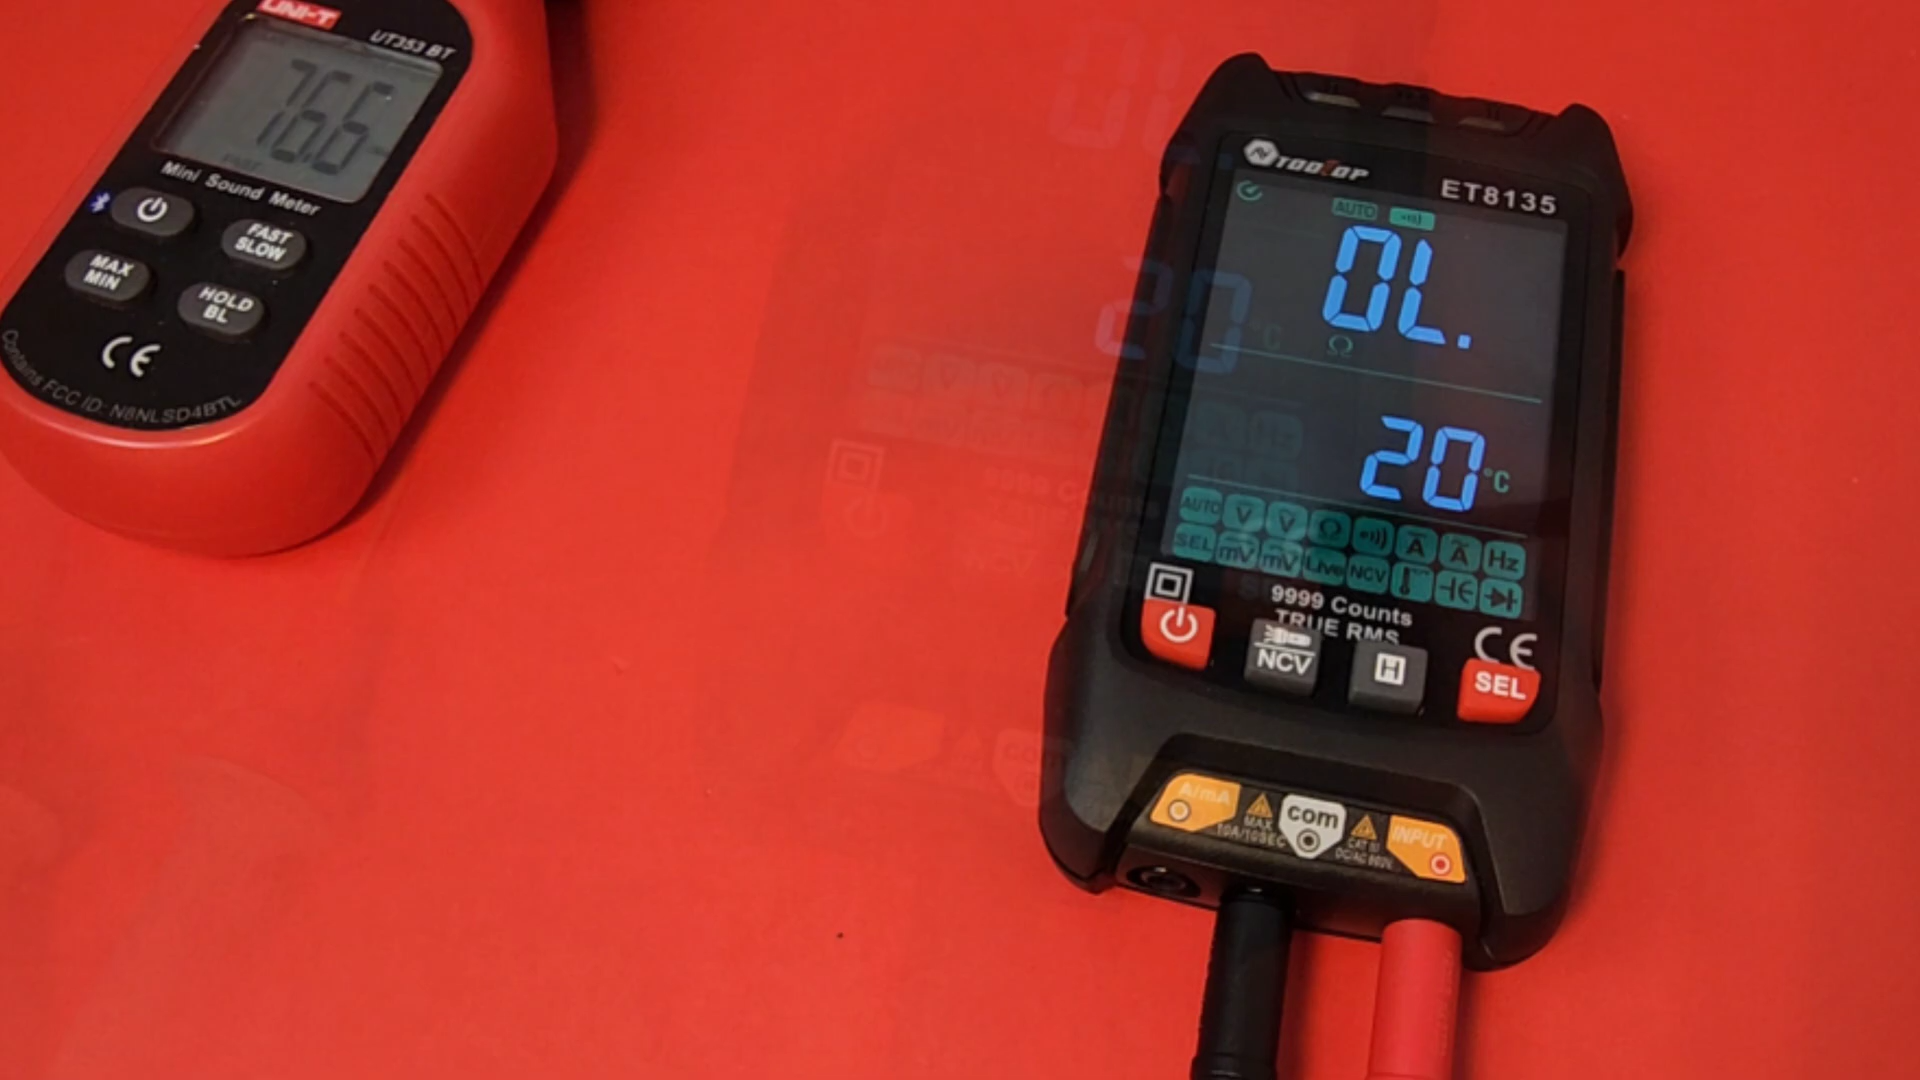 UNI-T
UT353 BT
Mini Sound Meter
FAST
SLOW
MAX
MIN
HOLD
BL
CE
Contains FCC ID: N8NLSD4BTL
TOOLTOP
ET8135
AUTO
0L.
Ω
20°C
AUTO V V Ω A A Hz
SEL mV mV Live NCV
9999 Counts
TRUE RMS
CE
NCV
H
SEL
A/mA
MAX
10A/10SEC
com
CAT III
INPUT